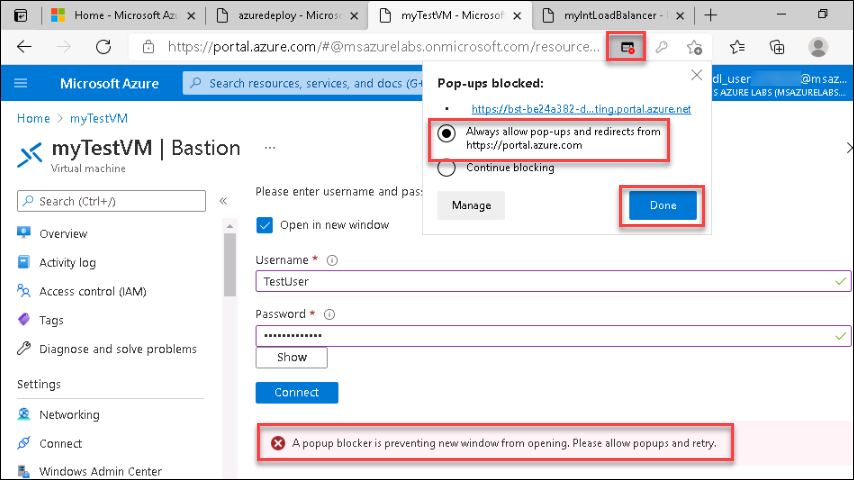 Home - Microsoft Azure
azuredeploy - Microso
myTestVM - Microsoft
myIntLoadBalancer -
https://portal.azure.com/#@msazurelabs.onmicrosoft.com/resource...
Microsoft Azure
Search resources, services, and docs (G+
dl_user
@msaz...
S AZURE LABS (MSAZURELABS....
Pop-ups blocked:
https://bst-be24a382-d...ting.portal.azure.net
Always allow pop-ups and redirects from
https://portal.azure.com
Continue blocking
Manage
Done
Home > myTestVM
myTestVM | Bastion ...
Virtual machine
Search (Ctrl+/)
«
Overview
Activity log
Access control (IAM)
Tags
Diagnose and solve problems
Settings
Networking
Connect
Windows Admin Center
Please enter username and pass
Open in new window
Username *
TestUser
Password *
•••••••••••••
Show
Connect
A popup blocker is preventing new window from opening. Please allow popups and retry.